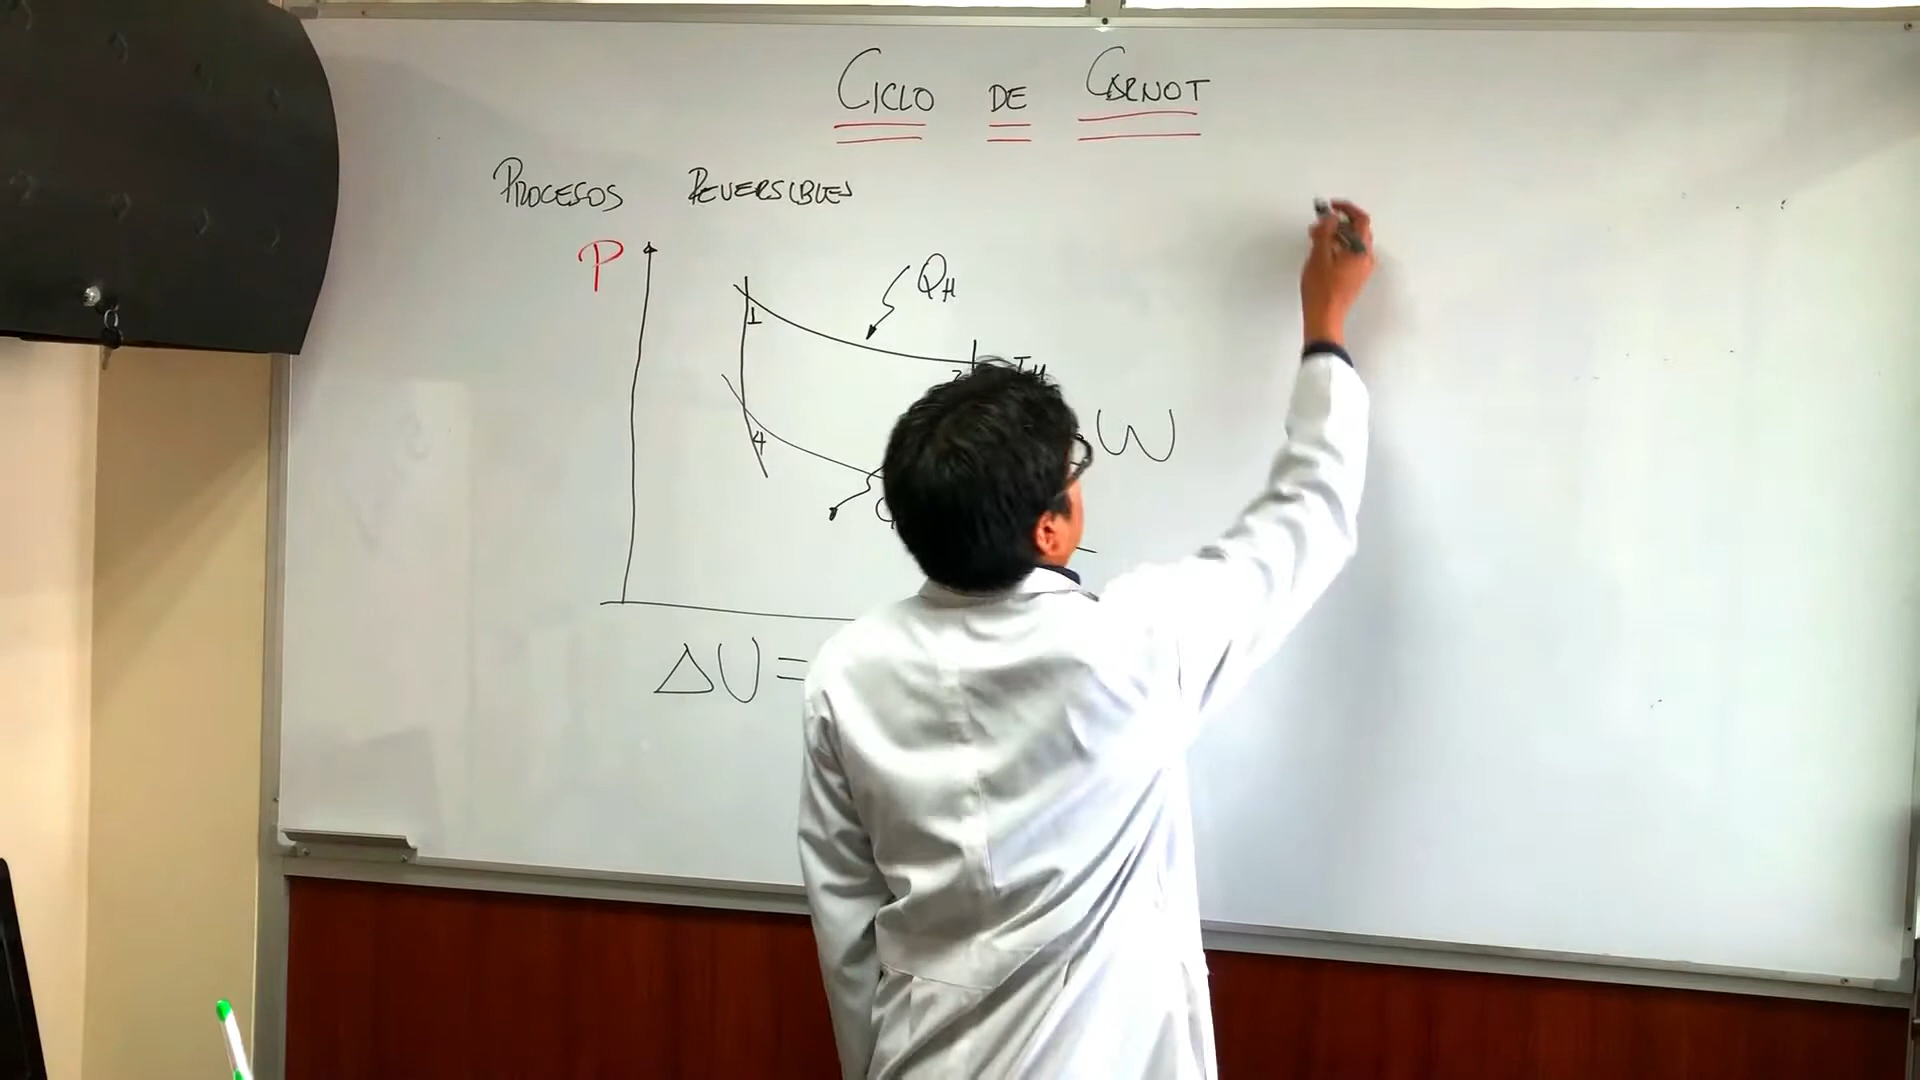 CICLO DE CARNOT
PROCESOS REVERSIBLES
P
QH
1
2
TH
W
4
ΔU =